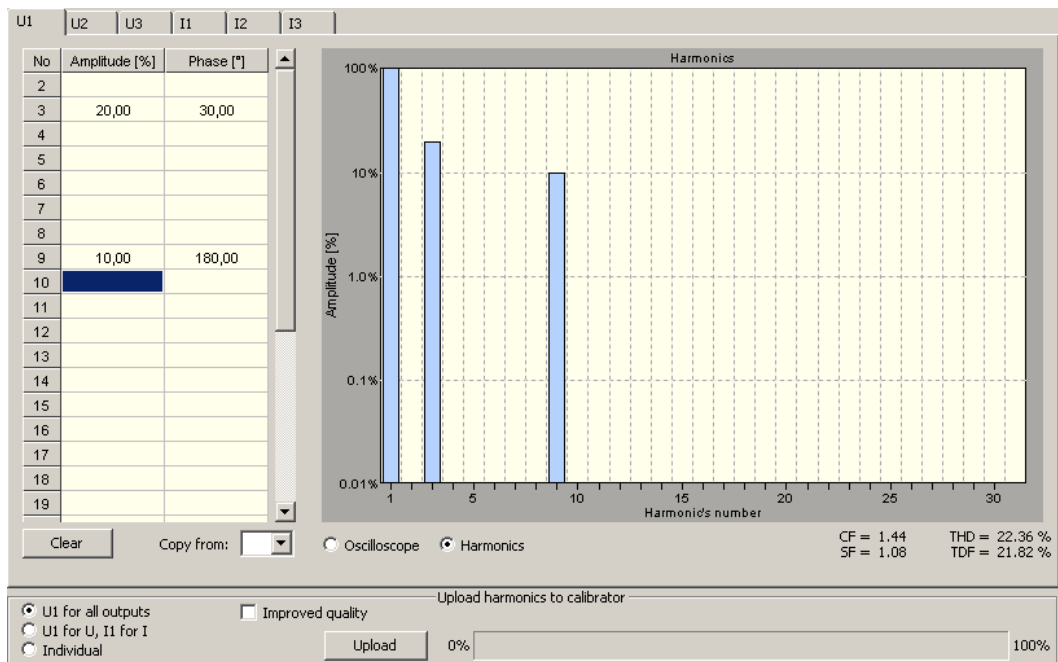 U1 U2 U3 I1 I2 I3
No Amplitude [%] Phase [°]
2
3 20,00 30,00
4
5
6
7
8
9 10,00 180,00
10
11
12
13
14
15
16
17
18
19
Harmonics
100%
10%
1.0%
0.1%
0.01%
Amplitude [%]
1 5 10 15 20 25 30
Harmonic's number
Clear Copy from: Oscilloscope Harmonics
CF = 1.44 THD = 22.36 %
SF = 1.08 TDF = 21.82 %
Upload harmonics to calibrator
U1 for all outputs Improved quality
U1 for U, I1 for I
Individual Upload 0% 100%